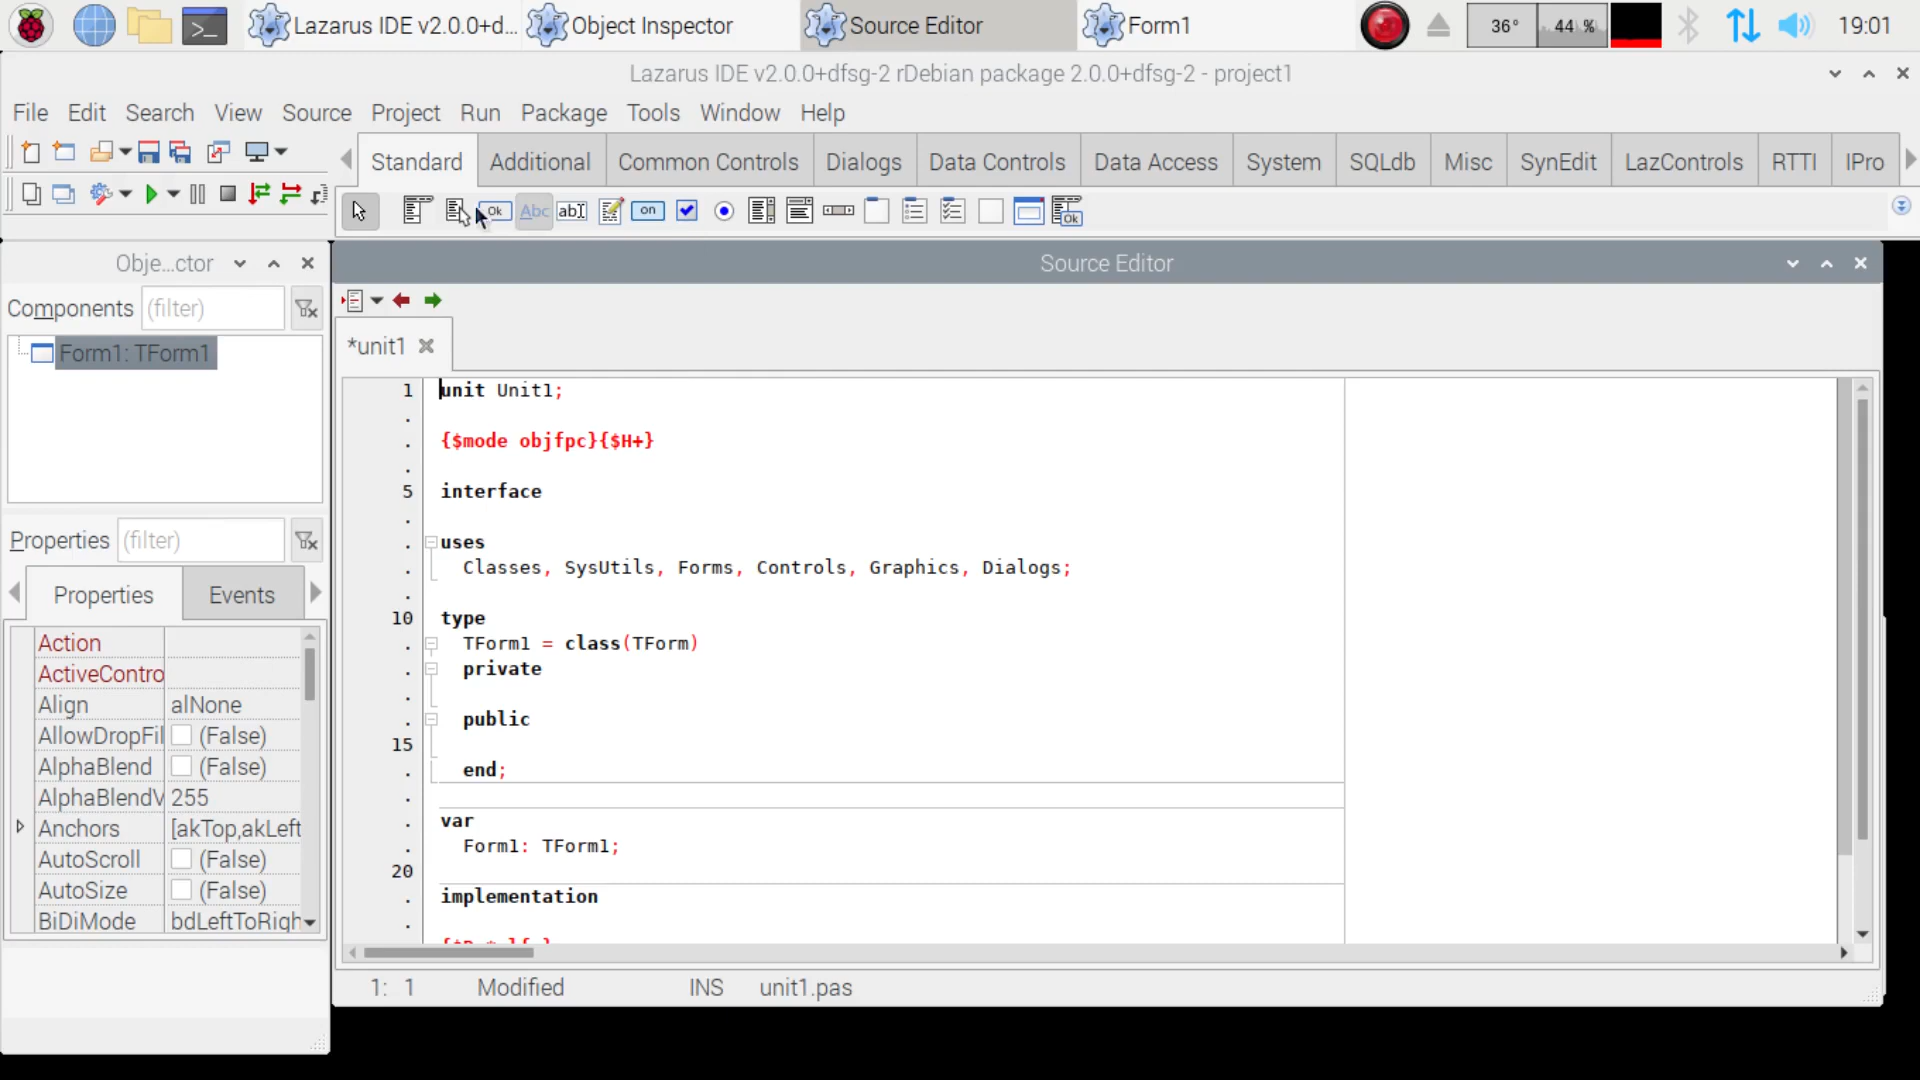 Lazarus IDE v2.0.0+d... Object Inspector Source Editor Form1 36° 44 % 19:01
Lazarus IDE v2.0.0+dfsg-2 rDebian package 2.0.0+dfsg-2 - project1
File Edit Search View Source Project Run Package Tools Window Help
Standard Additional Common Controls Dialogs Data Controls Data Access System SQLdb Misc SynEdit LazControls RTTI IPro
Ok Abc abI on Ok
Obje...ctor
Source Editor
Components (filter)
*unit1
Form1: TForm1
1 unit Unit1;
. {$mode objfpc}{$H+}
5 interface
Properties (filter)
. uses
. Classes, SysUtils, Forms, Controls, Graphics, Dialogs;
Properties Events
10 type
. TForm1 = class(TForm)
. private
. public
15
. end;
. var
. Form1: TForm1;
20
. implementation
Action
ActiveContro
Align alNone
AllowDropFil (False)
AlphaBlend (False)
AlphaBlendV 255
Anchors [akTop,akLeft
AutoScroll (False)
AutoSize (False)
BiDiMode bdLeftToRigh
1: 1 Modified INS unit1.pas